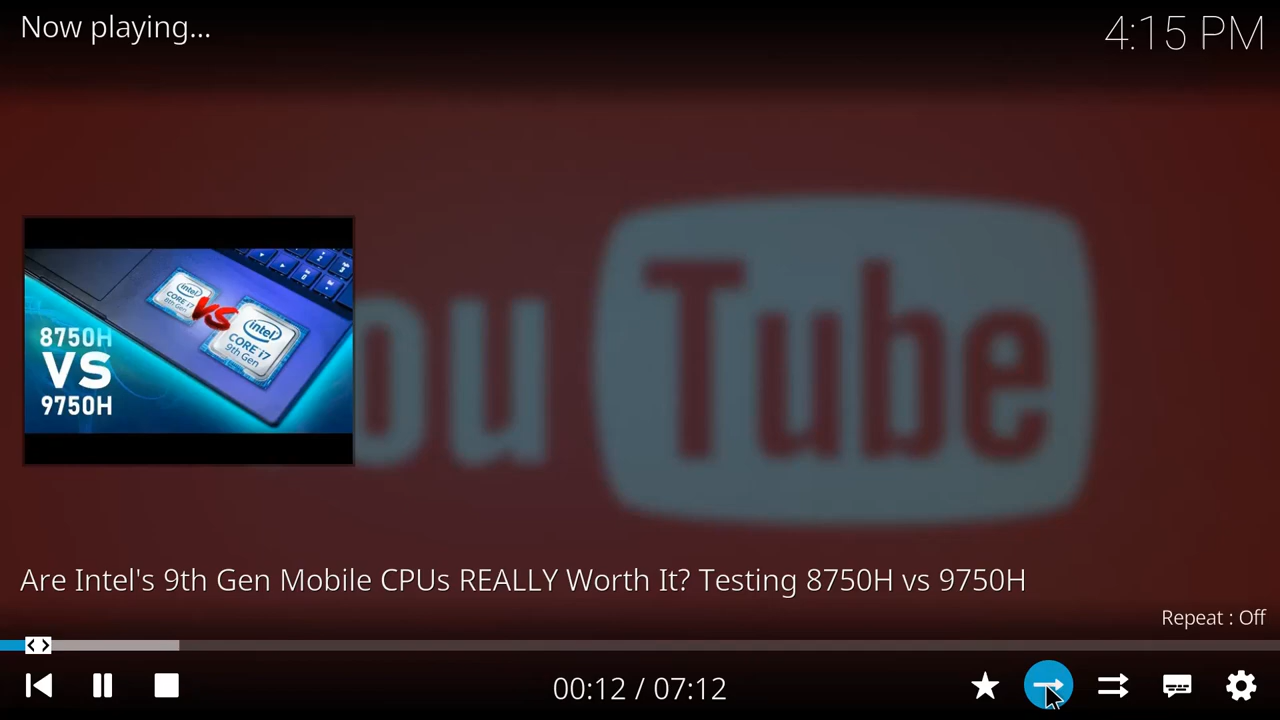 Now playing...
4:15 PM
ou Tube
intel
CORE i7
8th Gen
VS
intel
CORE i7
9th Gen
8750H
VS
9750H
Are Intel's 9th Gen Mobile CPUs REALLY Worth It? Testing 8750H vs 9750H
Repeat : Off
00:12 / 07:12